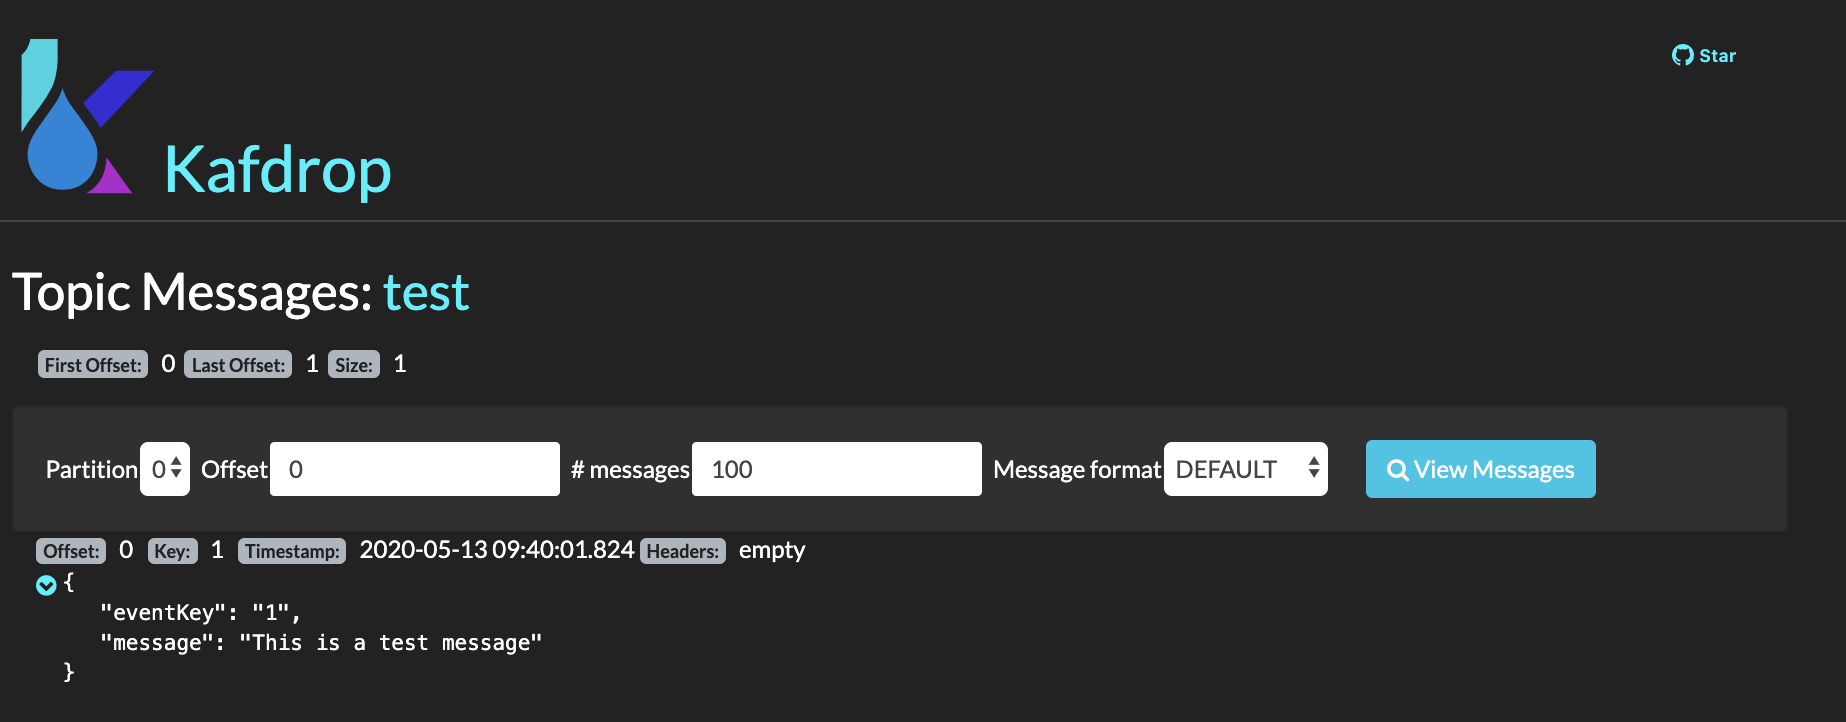 Star
Kafdrop
Topic Messages: test
First Offset: 0 Last Offset: 1 Size: 1
Partition 0 Offset 0 # messages 100 Message format DEFAULT View Messages
Offset: 0 Key: 1 Timestamp: 2020-05-13 09:40:01.824 Headers: empty
{
"eventKey": "1",
"message": "This is a test message"
}